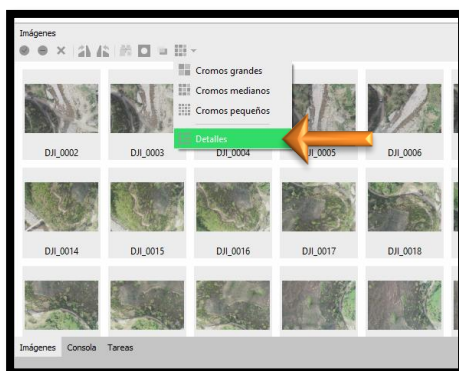 Imágenes
Cromos grandes
Cromos medianos
Cromos pequeños
Detalles
DJI_0002 DJI_0003 DJI_0004 DJI_0005 DJI_0006
DJI_0014 DJI_0015 DJI_0016 DJI_0017 DJI_0018
Imágenes Consola Tareas